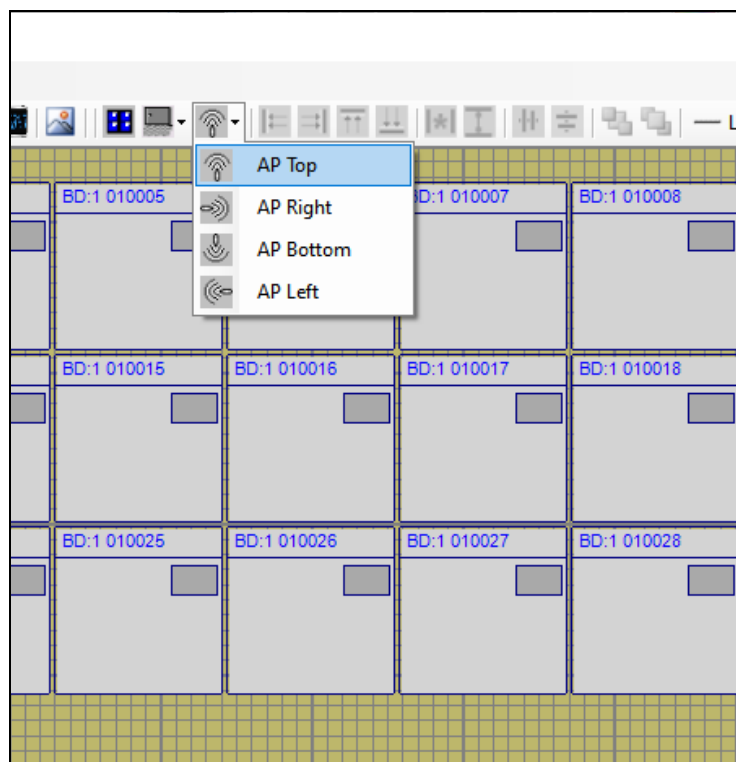 L
AP Top
AP Right
AP Bottom
AP Left
BD:1 010005
D:1 010007
BD:1 010008
BD:1 010015
BD:1 010016
BD:1 010017
BD:1 010018
BD:1 010025
BD:1 010026
BD:1 010027
BD:1 010028